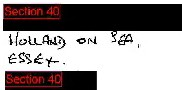 Section 40
HOLLAND ON SEA,
ESSEX.
Section 40